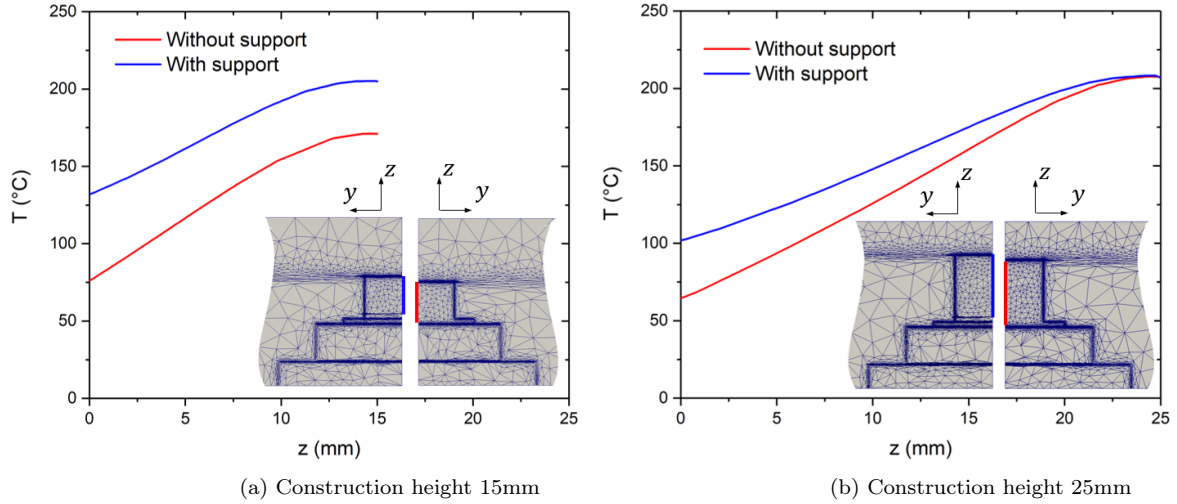 250
200
150
100
50
0
T (°C)
Without support
With support
z
z
y
y
0
5
10
15
20
25
z (mm)
(a) Construction height 15mm
250
200
150
100
50
0
T (°C)
Without support
With support
z
z
y
y
0
5
10
15
20
25
z (mm)
(b) Construction height 25mm